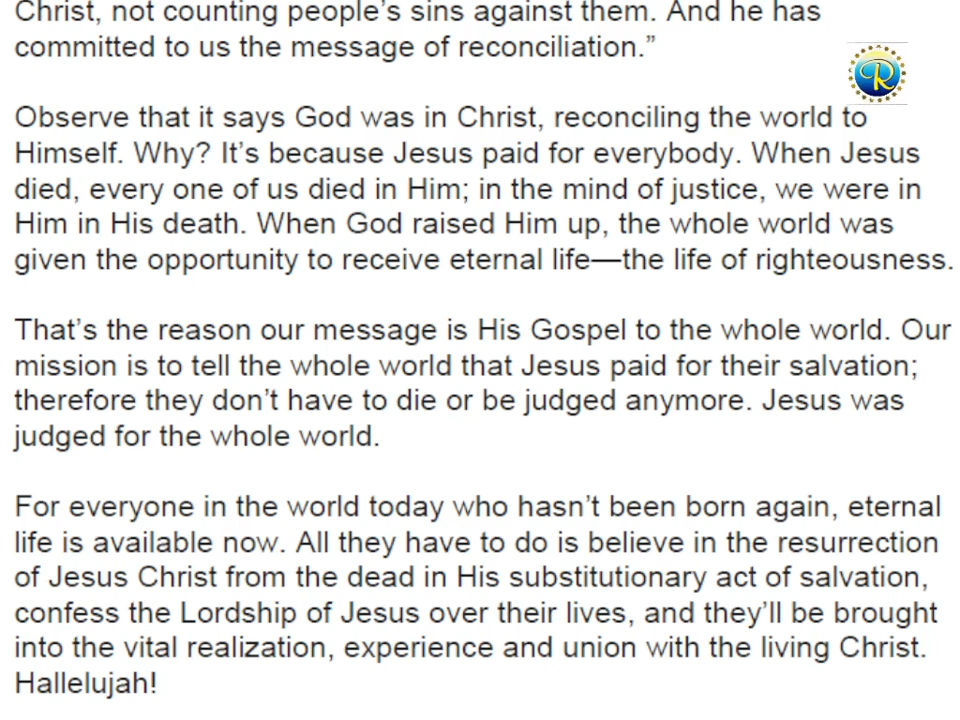 Christ, not counting people’s sins against them. And he has
committed to us the message of reconciliation.”
R
Observe that it says God was in Christ, reconciling the world to
Himself. Why? It’s because Jesus paid for everybody. When Jesus
died, every one of us died in Him; in the mind of justice, we were in
Him in His death. When God raised Him up, the whole world was
given the opportunity to receive eternal life—the life of righteousness.
That’s the reason our message is His Gospel to the whole world. Our
mission is to tell the whole world that Jesus paid for their salvation;
therefore they don’t have to die or be judged anymore. Jesus was
judged for the whole world.
For everyone in the world today who hasn’t been born again, eternal
life is available now. All they have to do is believe in the resurrection
of Jesus Christ from the dead in His substitutionary act of salvation,
confess the Lordship of Jesus over their lives, and they’ll be brought
into the vital realization, experience and union with the living Christ.
Hallelujah!